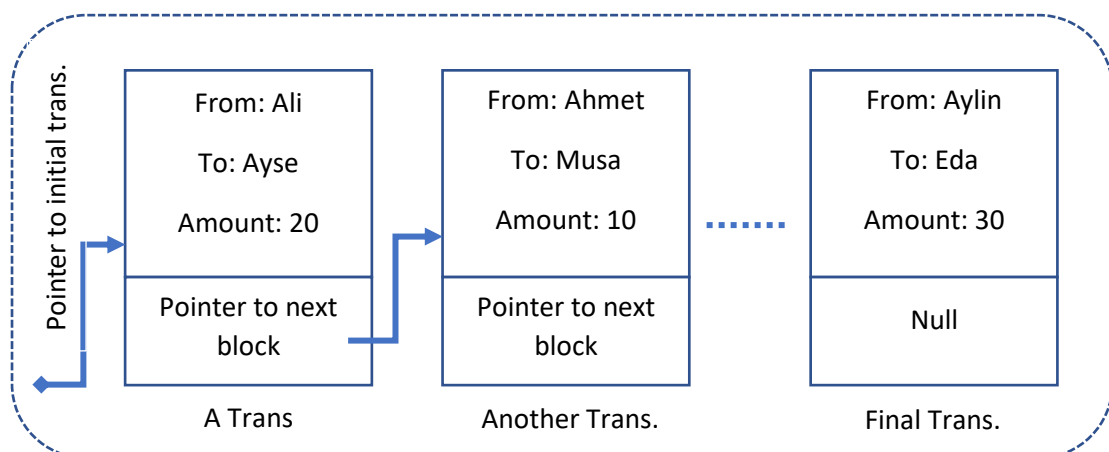 Pointer to initial trans.
From: Ali
To: Ayse
Amount: 20
Pointer to next
block
A Trans
From: Ahmet
To: Musa
Amount: 10
Pointer to next
block
Another Trans.
From: Aylin
To: Eda
Amount: 30
Null
Final Trans.